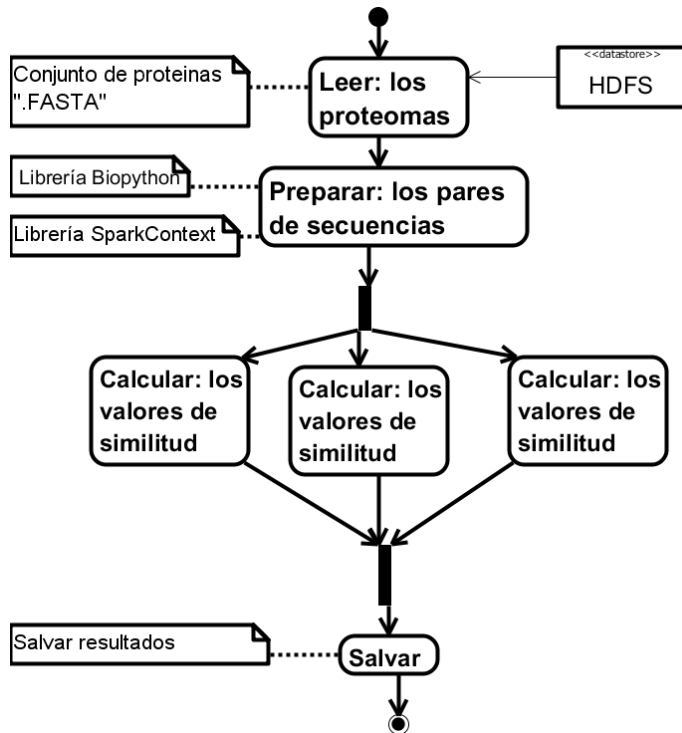 <<datastore>>
HDFS
Conjunto de proteinas
".FASTA"
Leer: los
proteomas
Librería Biopython
Preparar: los pares
de secuencias
Librería SparkContext
Calcular: los
valores de
similitud
Calcular: los
valores de
similitud
Calcular: los
valores de
similitud
Salvar resultados
Salvar